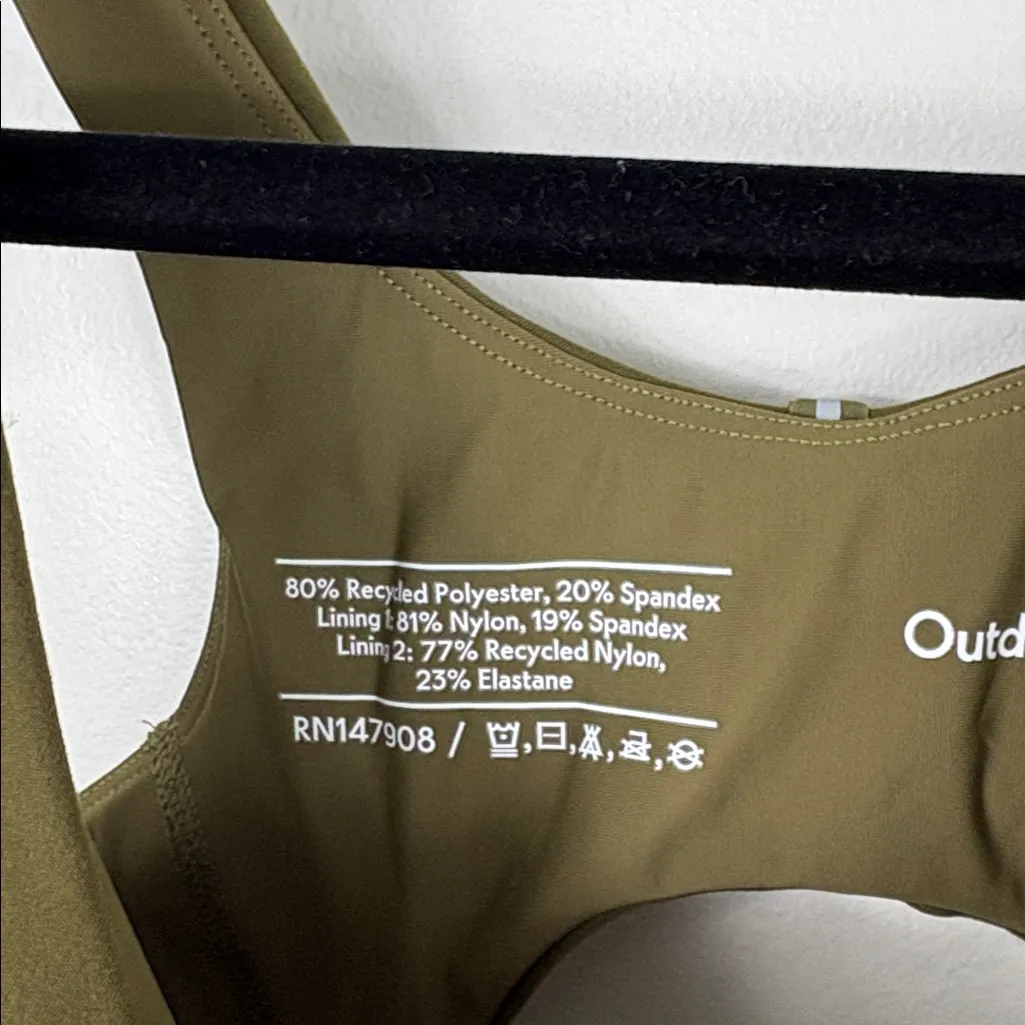 80% Recycled Polyester, 20% Spandex
Lining 1: 81% Nylon, 19% Spandex
Lining 2: 77% Recycled Nylon,
23% Elastane
RN147908 /
Outd